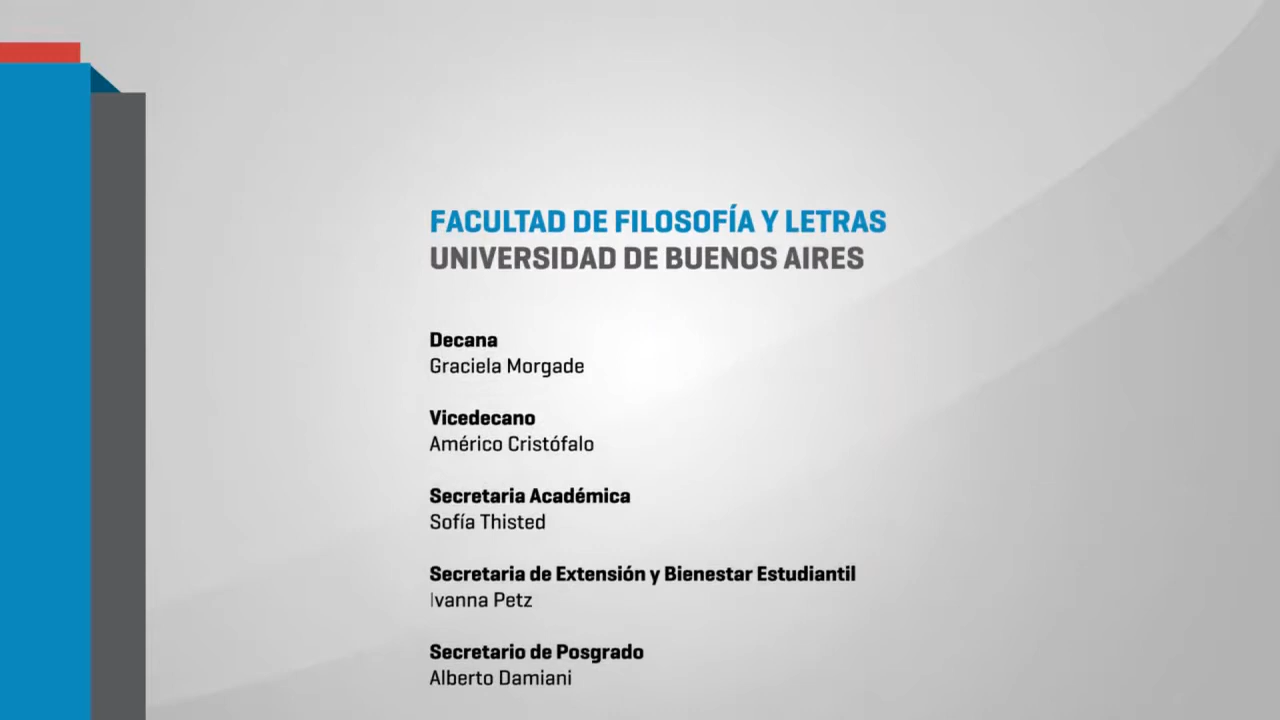 FACULTAD DE FILOSOFÍA Y LETRAS
UNIVERSIDAD DE BUENOS AIRES
Decana
Graciela Morgade
Vicedecano
Américo Cristófalo
Secretaria Académica
Sofía Thisted
Secretaria de Extensión y Bienestar Estudiantil
Ivanna Petz
Secretario de Posgrado
Alberto Damiani